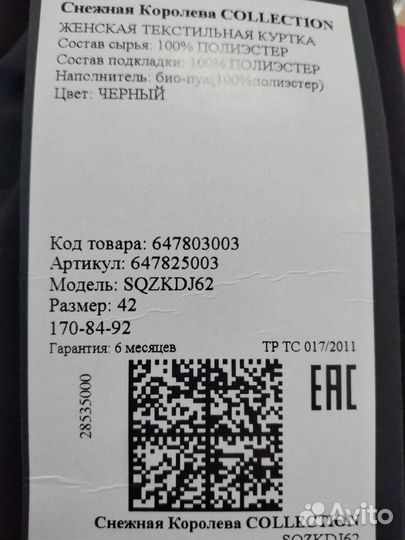 Снежная Королева COLLECTION
ЖЕНСКАЯ ТЕКСТИЛЬНАЯ КУРТКА
Состав сырья: 100% ПОЛИЭСТЕР
Состав подкладки: 100% ПОЛИЭСТЕР
Наполнитель: био-пух(100%полиэстер)
Цвет: ЧЕРНЫЙ
Код товара: 647803003
Артикул: 647825003
Модель: SQZKDJ62
Размер: 42
170-84-92
Гарантия: 6 месяцев ТР ТС 017/2011
28535000
ЕАС
Снежная Королева COLLECTION
SQZKDJ62
Avito